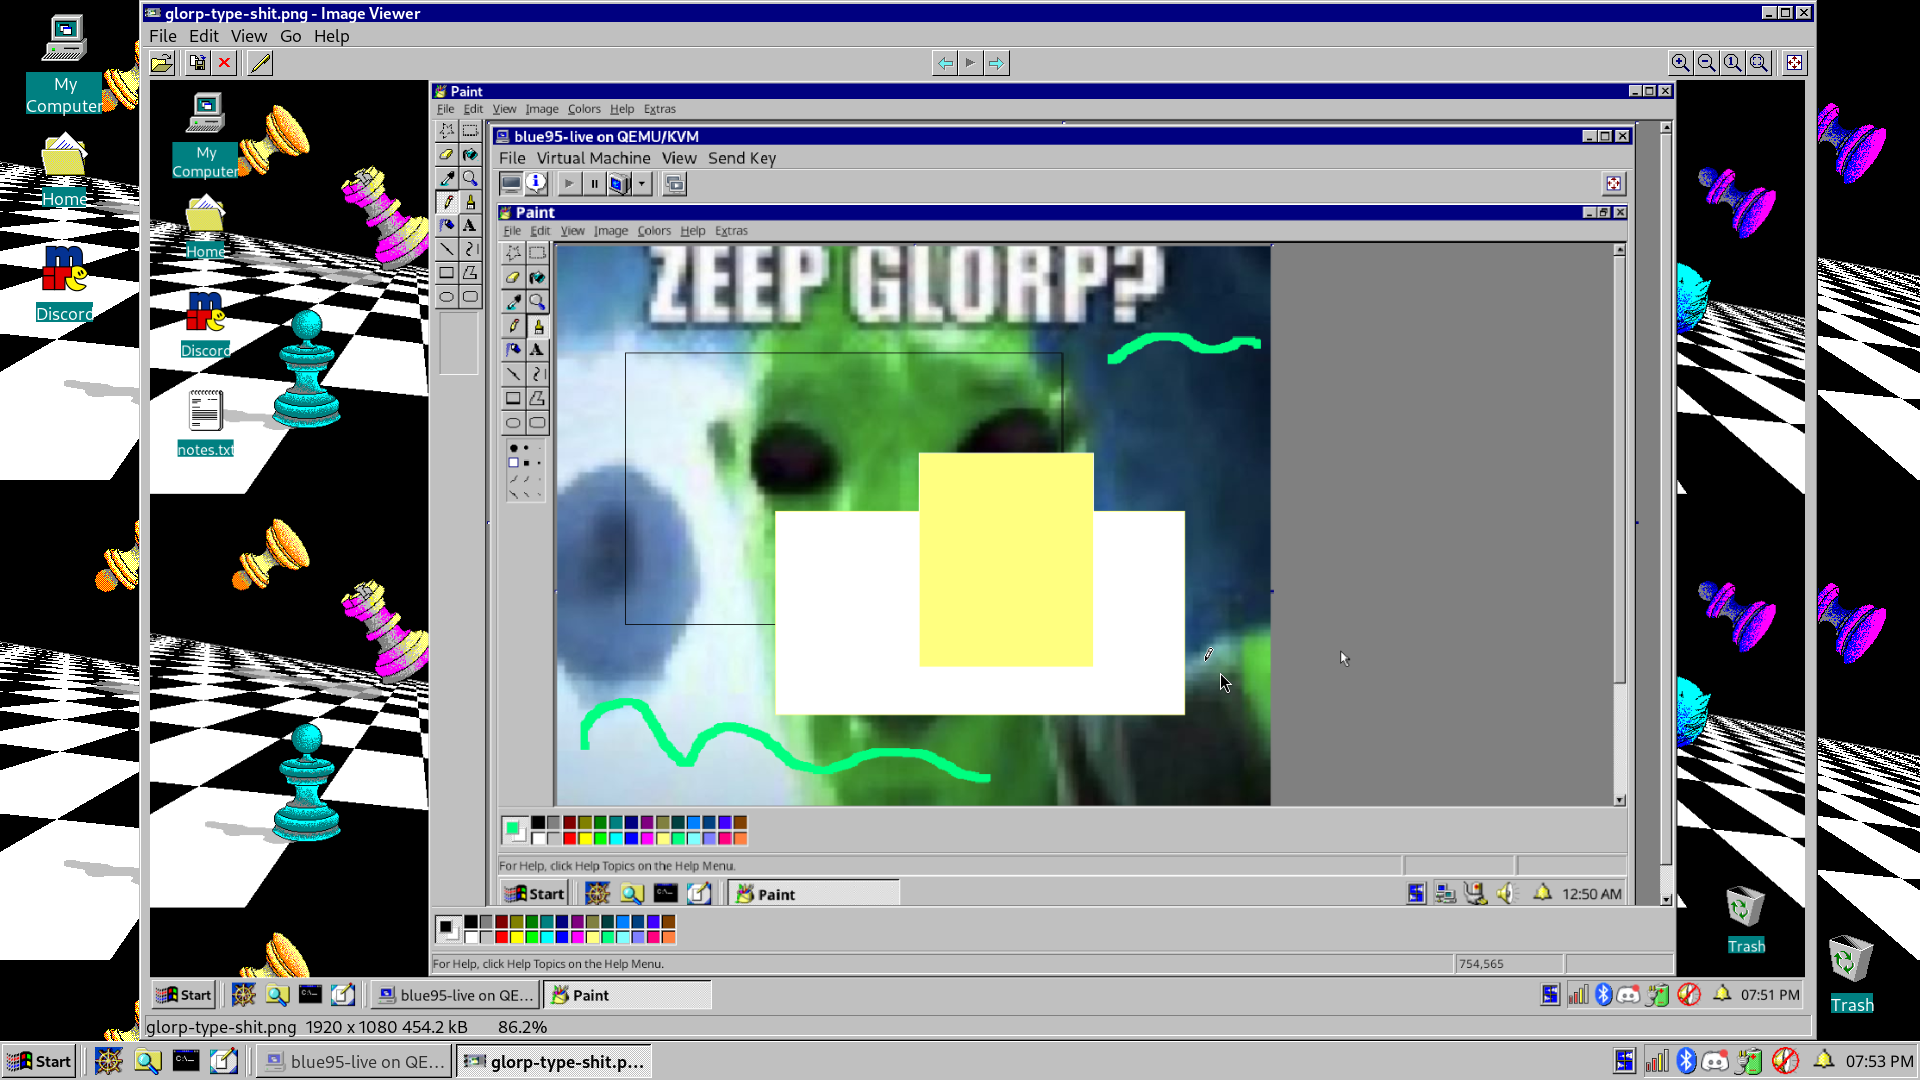 glorp-type-shit.png - Image Viewer
File Edit View Go Help
My
Computer
Home
Discord
My
Computer
Home
Discord
notes.txt
Paint
File Edit View Image Colors Help Extras
A
blue95-live on QEMU/KVM
File Virtual Machine View Send Key
Paint
File Edit View Image Colors Help Extras
A
ZEEP GLORP?
For Help, click Help Topics on the Help Menu.
Start
Paint
12:50 AM
For Help, click Help Topics on the Help Menu.
754,565
Trash
Start
blue95-live on QE...
Paint
07:51 PM
glorp-type-shit.png 1920 x 1080 454.2 kB 86.2%
Trash
Start
blue95-live on QE...
glorp-type-shit.p...
07:53 PM